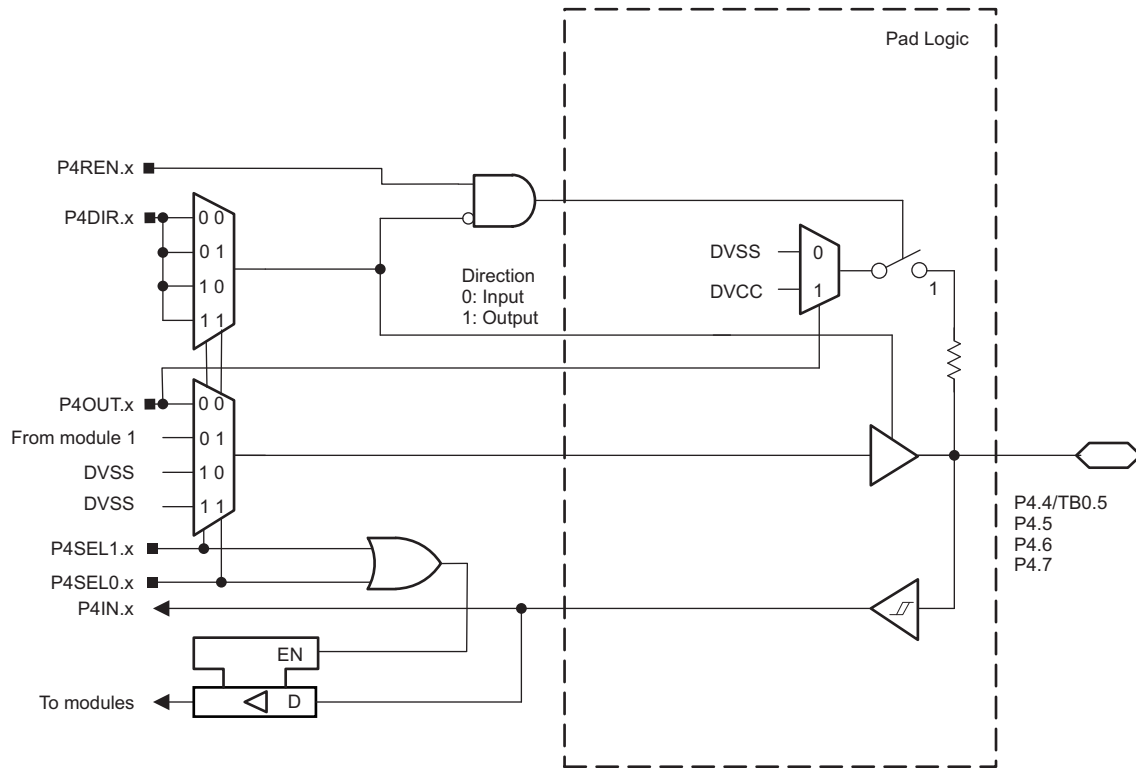 Pad Logic
P4REN.x
P4DIR.x
0 0
0 1
1 0
1 1
Direction
0: Input
1: Output
DVSS
DVCC
0
1
1
P4OUT.x
From module 1
DVSS
DVSS
0 0
0 1
1 0
1 1
P4SEL1.x
P4SEL0.x
P4IN.x
EN
D
To modules
P4.4/TB0.5
P4.5
P4.6
P4.7